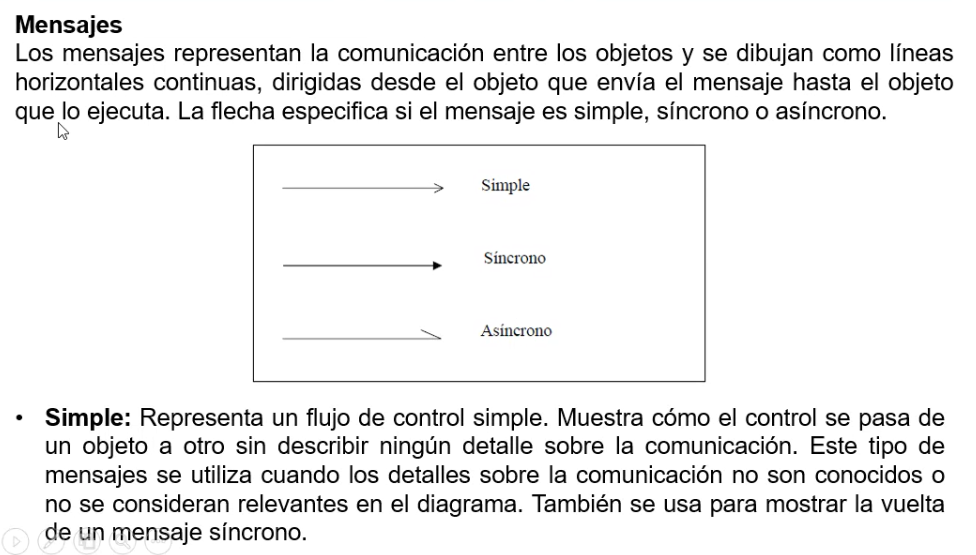 Mensajes
Los mensajes representan la comunicación entre los objetos y se dibujan como líneas
horizontales continuas, dirigidas desde el objeto que envía el mensaje hasta el objeto
que lo ejecuta. La flecha especifica si el mensaje es simple, síncrono o asíncrono.
Simple
Síncrono
Asíncrono
• Simple: Representa un flujo de control simple. Muestra cómo el control se pasa de
un objeto a otro sin describir ningún detalle sobre la comunicación. Este tipo de
mensajes se utiliza cuando los detalles sobre la comunicación no son conocidos o
no se consideran relevantes en el diagrama. También se usa para mostrar la vuelta
de un mensaje síncrono.